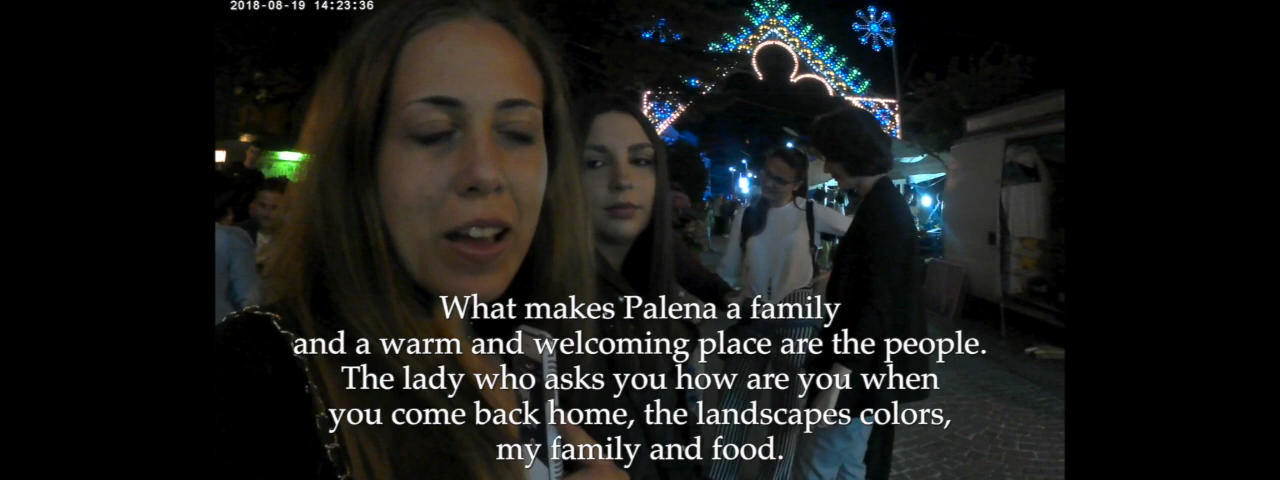 2018-08-19 14:23:36
What makes Palena a family
and a warm and welcoming place are the people.
The lady who asks you how are you when
you come back home, the landscapes colors,
my family and food.